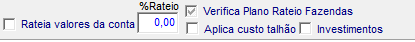 %Rateio
Rateia valores da conta 0,00
Verifica Plano Rateio Fazendas
Aplica custo talhão Investimentos